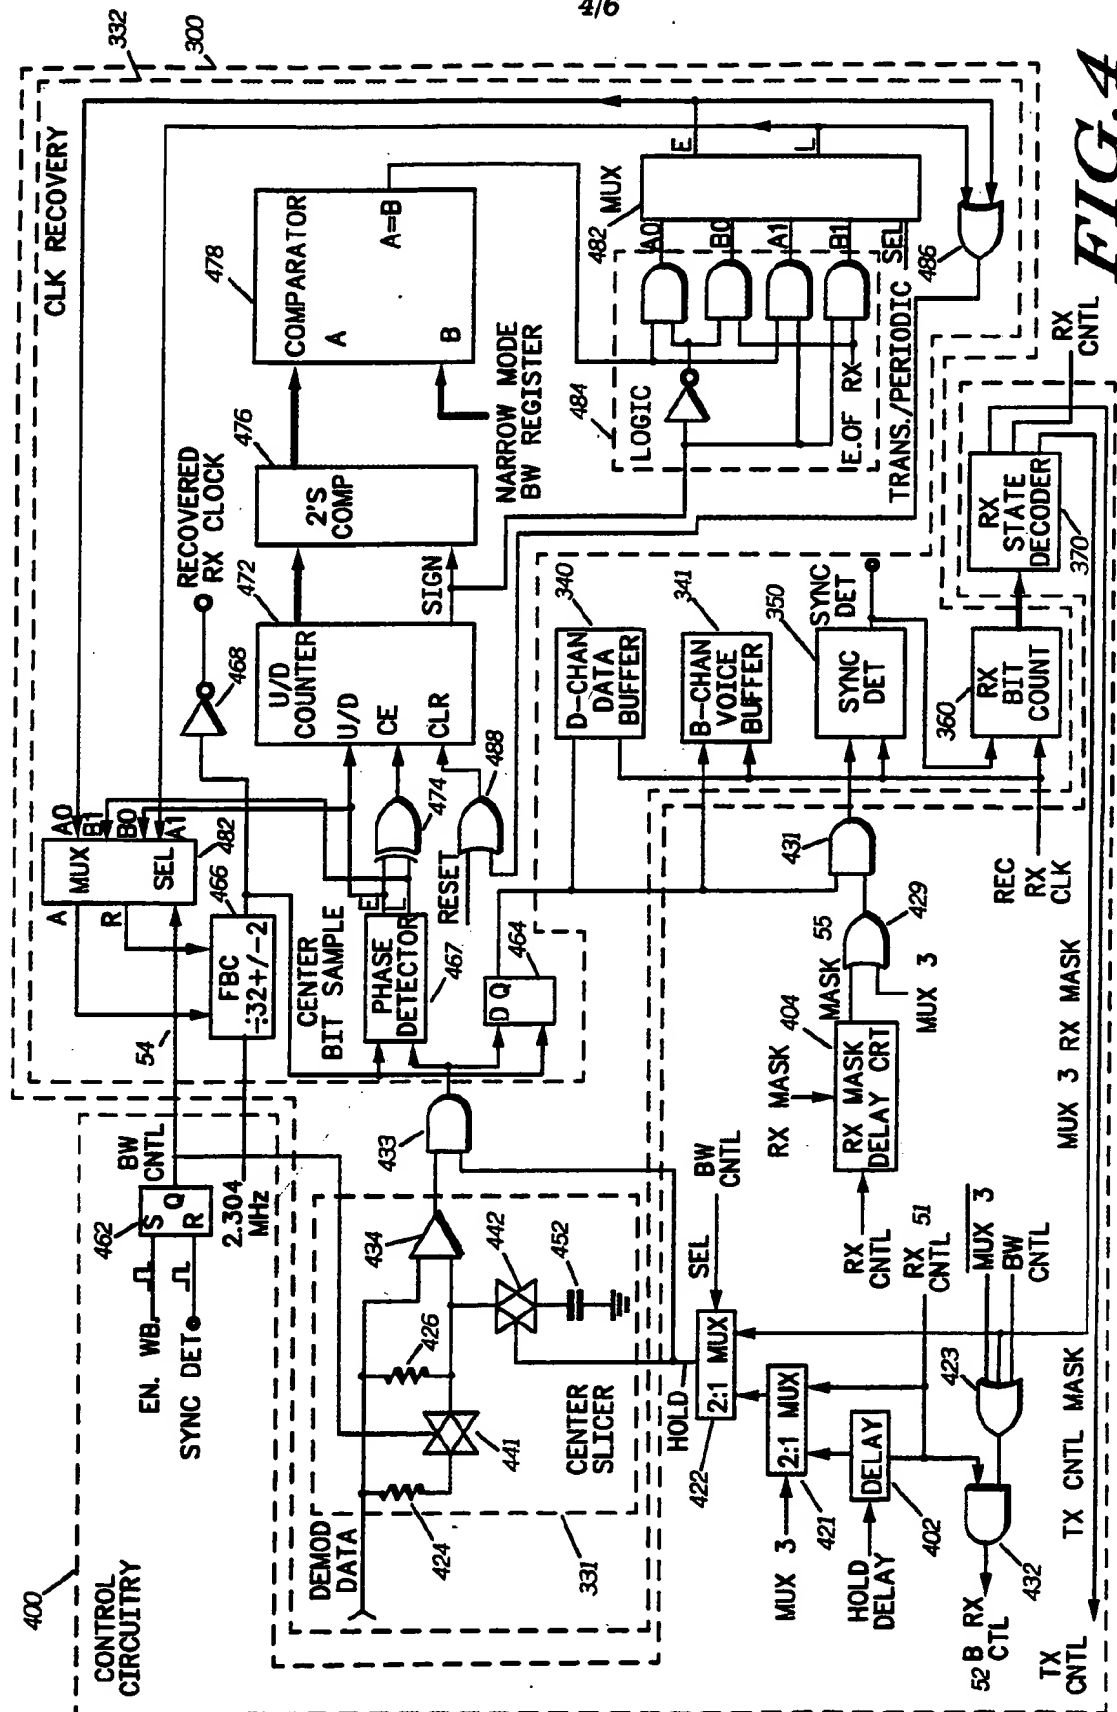 4/6
400
CONTROL
CIRCUITRY
EN. WB
SYNC DET
462
S
Q
R
BW
CNTL
2.304
MHz
54
CLK RECOVERY
332
300
A
R
MUX
SEL
A0
B1
B0
A1
482
466
FBC
÷32+/-2
468
RECOVERED
RX CLOCK
CENTER
BIT SAMPLE
PHASE
DETECTOR
E
L
467
474
RESET
488
D Q
464
472
U/D
COUNTER
U/D
CE
CLR
SIGN
476
2'S
COMP
478
COMPARATOR
A
A=B
B
NARROW MODE
BW REGISTER
482
MUX
E
L
A0
B0
A1
B1
SEL
484
LOGIC
E.OF RX
TRANS./PERIODIC
486
DEMOD
DATA
424
426
441
434
442
452
CENTER
SLICER
331
433
340
D-CHAN
DATA
BUFFER
341
B-CHAN
VOICE
BUFFER
350
SYNC
DET
SYNC
DET
360
RX
BIT
COUNT
RX
STATE
DECODER
370
RX
CNTL
REC
RX
CLK
431
429
55
MASK
MUX 3
404
RX MASK
RX MASK
DELAY CRT
RX
CNTL
HOLD
SEL
BW
CNTL
2:1 MUX
422
MUX 3
2:1 MUX
421
HOLD
DELAY
DELAY
402
RX 51
CNTL
MUX 3
BW
CNTL
423
432
52 B RX
CTL
TX
CNTL
TX CNTL MASK
MUX 3 RX MASK
FIG.4